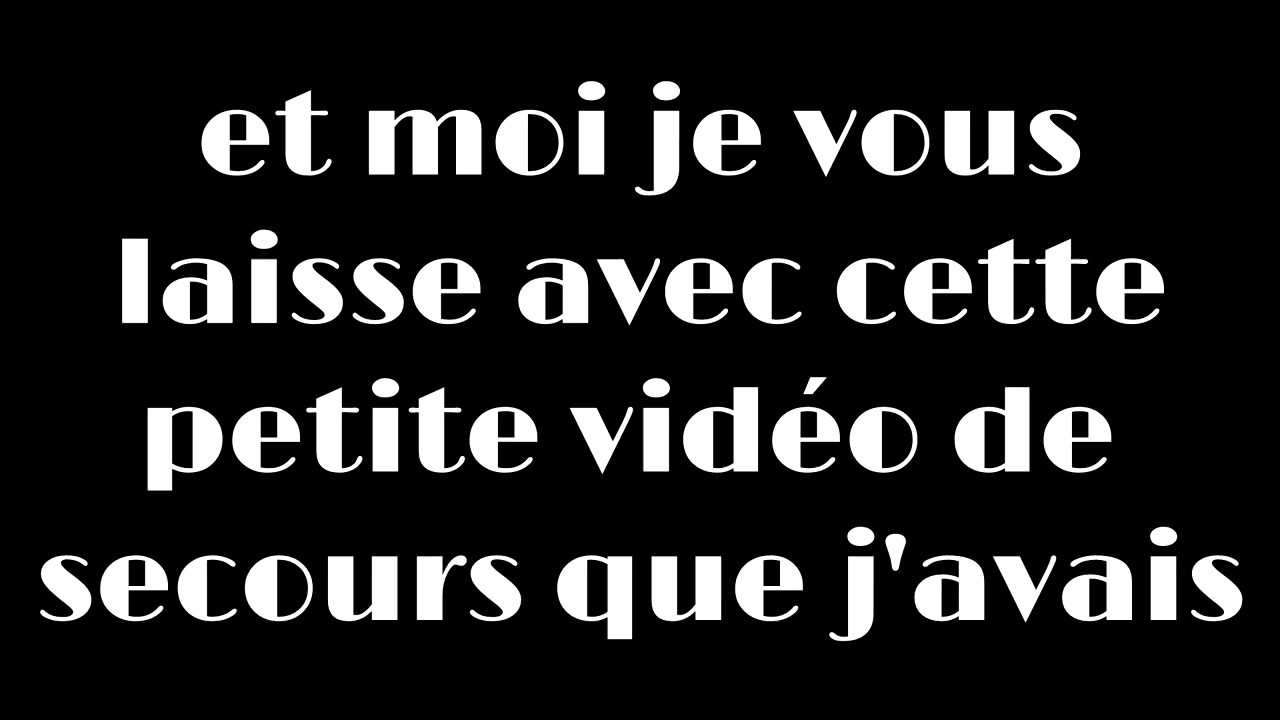 et moi je vous
laisse avec cette
petite vidéo de
secours que j'avais